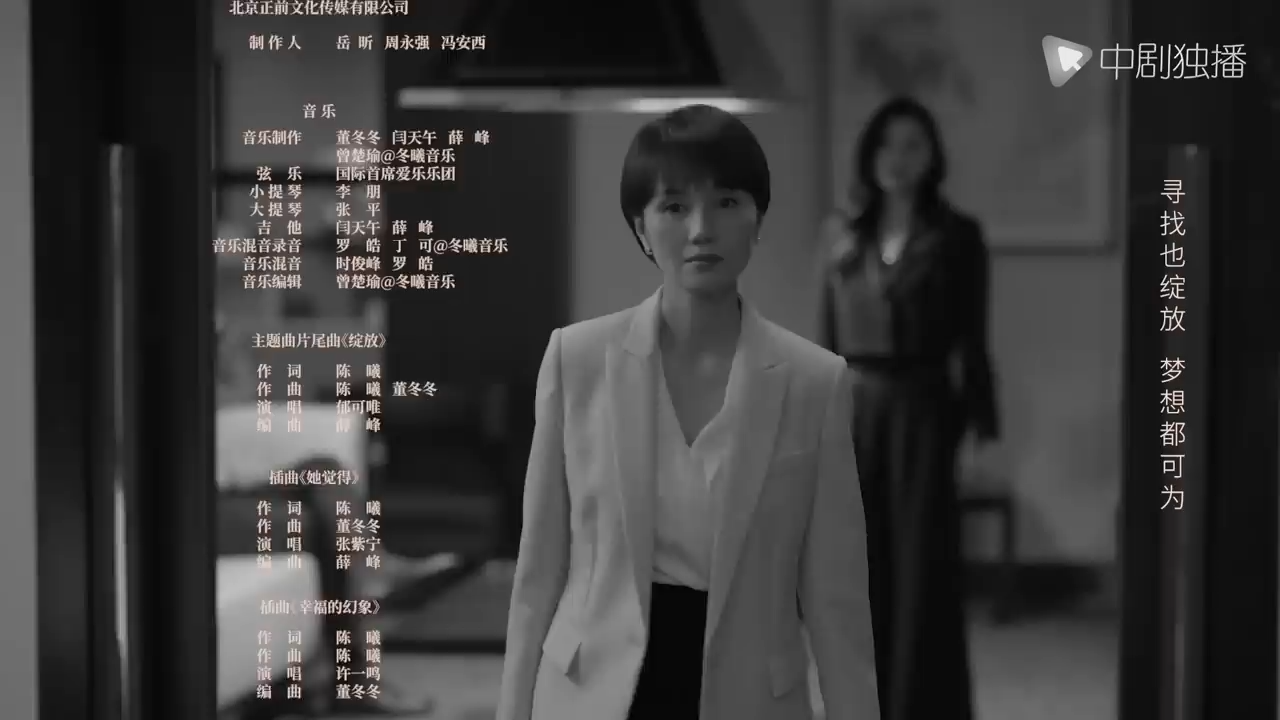 北京正前文化传媒有限公司
制作人 岳昕 周永强 冯安西
音乐
音乐制作 董冬冬 闫天午 薛峰
曾楚瑜@冬曦音乐
弦乐 国际首席爱乐乐团
小提琴 李朋
大提琴 张平
吉他 闫天午 薛峰
音乐混音录音 罗皓 丁可@冬曦音乐
音乐混音 时俊峰 罗皓
音乐编辑 曾楚瑜@冬曦音乐
主题曲片尾曲《绽放》
作词 陈曦
作曲 陈曦 董冬冬
演唱 郁可唯
编曲 薛峰
插曲《她觉得》
作词 陈曦
作曲 董冬冬
演唱 张紫宁
编曲 薛峰
插曲《幸福的幻象》
作词 陈曦
作曲 陈曦
演唱 许一鸣
编曲 董冬冬
中剧独播
寻找也绽放 梦想都可为